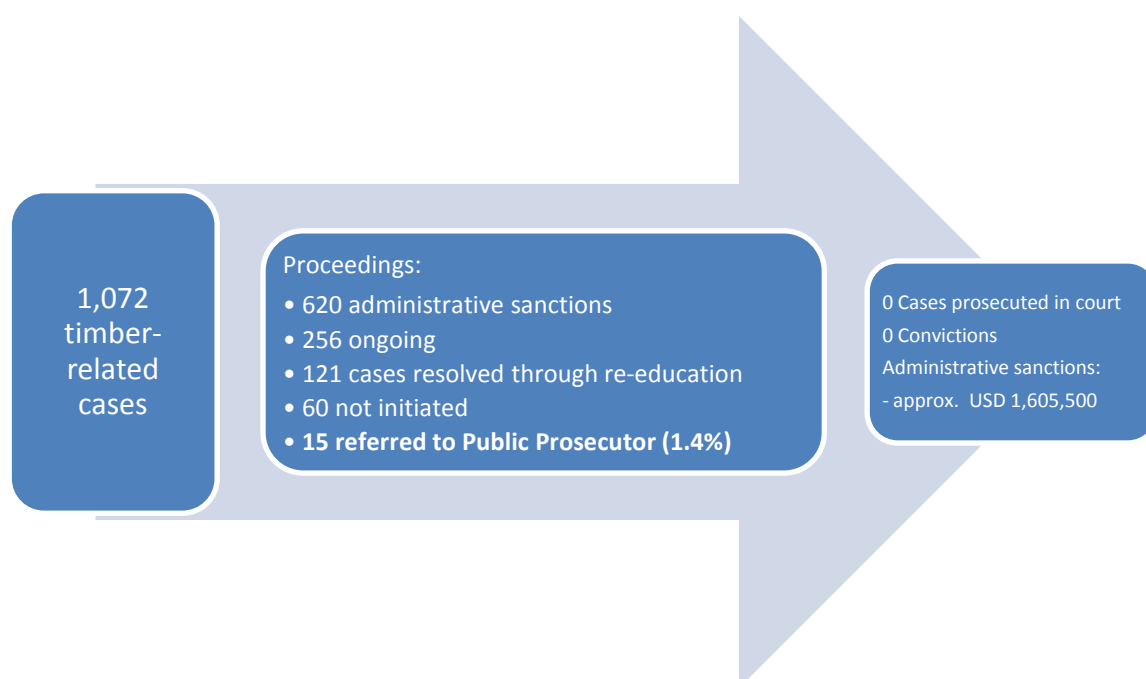 1,072
timber-
related
cases
Proceedings:
• 620 administrative sanctions
• 256 ongoing
• 121 cases resolved through re-education
• 60 not initiated
• 15 referred to Public Prosecutor (1.4%)
0 Cases prosecuted in court
0 Convictions
Administrative sanctions:
- approx. USD 1,605,500